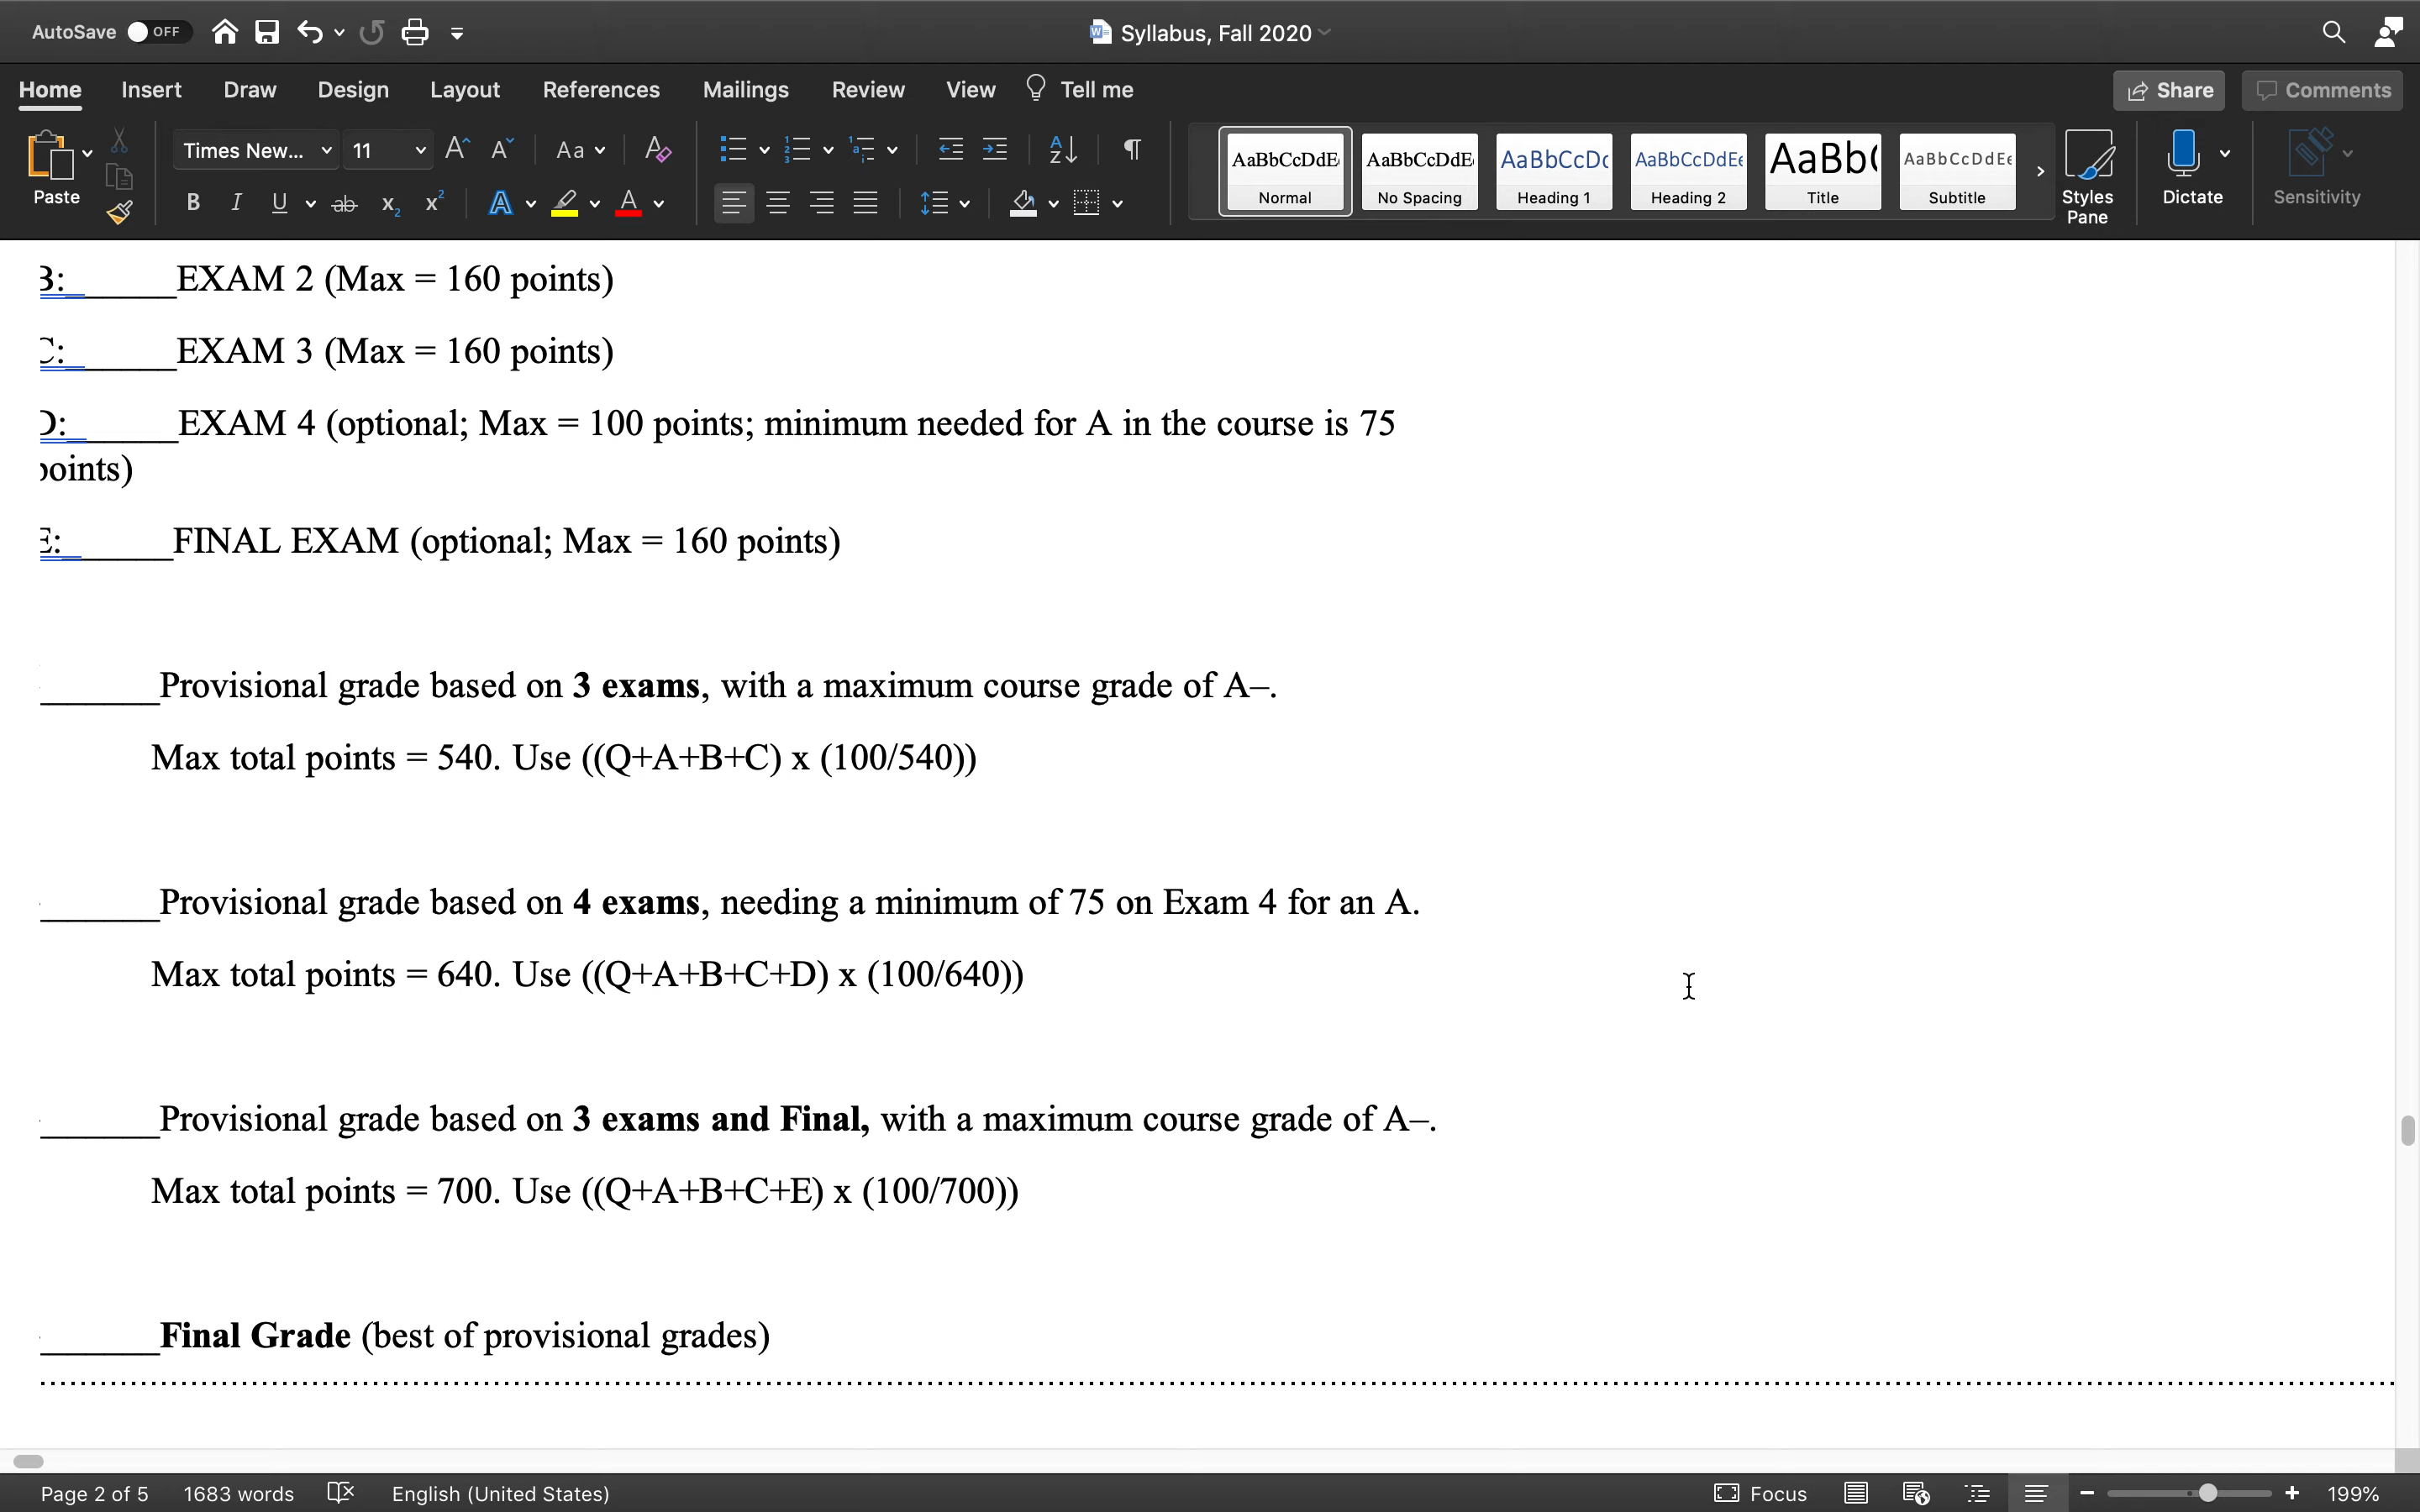 AutoSave OFF Syllabus, Fall 2020
Home Insert Draw Design Layout References Mailings Review View Tell me Share Comments
Paste Times New... 11 Aa AaBbCcDdE AaBbCcDdE AaBbCcDc AaBbCcDdEe AaBb( AaBbCcDdEe
Normal No Spacing Heading 1 Heading 2 Title Subtitle Styles Pane Dictate Sensitivity
B:______EXAM 2 (Max = 160 points)
C:______EXAM 3 (Max = 160 points)
D:______EXAM 4 (optional; Max = 100 points; minimum needed for A in the course is 75
points)
E:______FINAL EXAM (optional; Max = 160 points)
_______Provisional grade based on 3 exams, with a maximum course grade of A–.
Max total points = 540. Use ((Q+A+B+C) x (100/540))
_______Provisional grade based on 4 exams, needing a minimum of 75 on Exam 4 for an A.
Max total points = 640. Use ((Q+A+B+C+D) x (100/640))
_______Provisional grade based on 3 exams and Final, with a maximum course grade of A–.
Max total points = 700. Use ((Q+A+B+C+E) x (100/700))
_______Final Grade (best of provisional grades)
Page 2 of 5 1683 words English (United States) Focus 199%